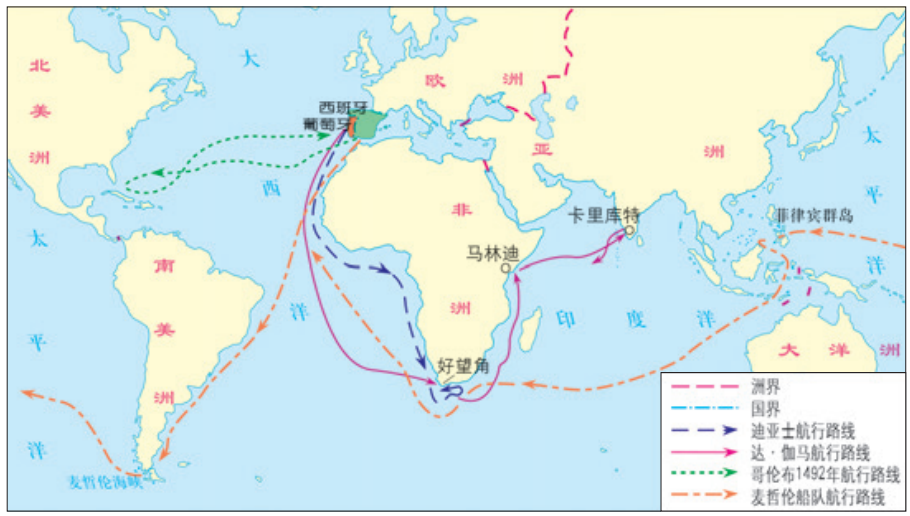 北美洲
大西洋
欧洲
亚洲
西班牙
葡萄牙
太平洋
非洲
卡里库特
菲律宾群岛
马林迪
太平洋
南美洲
印度洋
大洋洲
好望角
麦哲伦海峡
洲界
国界
迪亚士航行路线
达·伽马航行路线
哥伦布1492年航行路线
麦哲伦船队航行路线